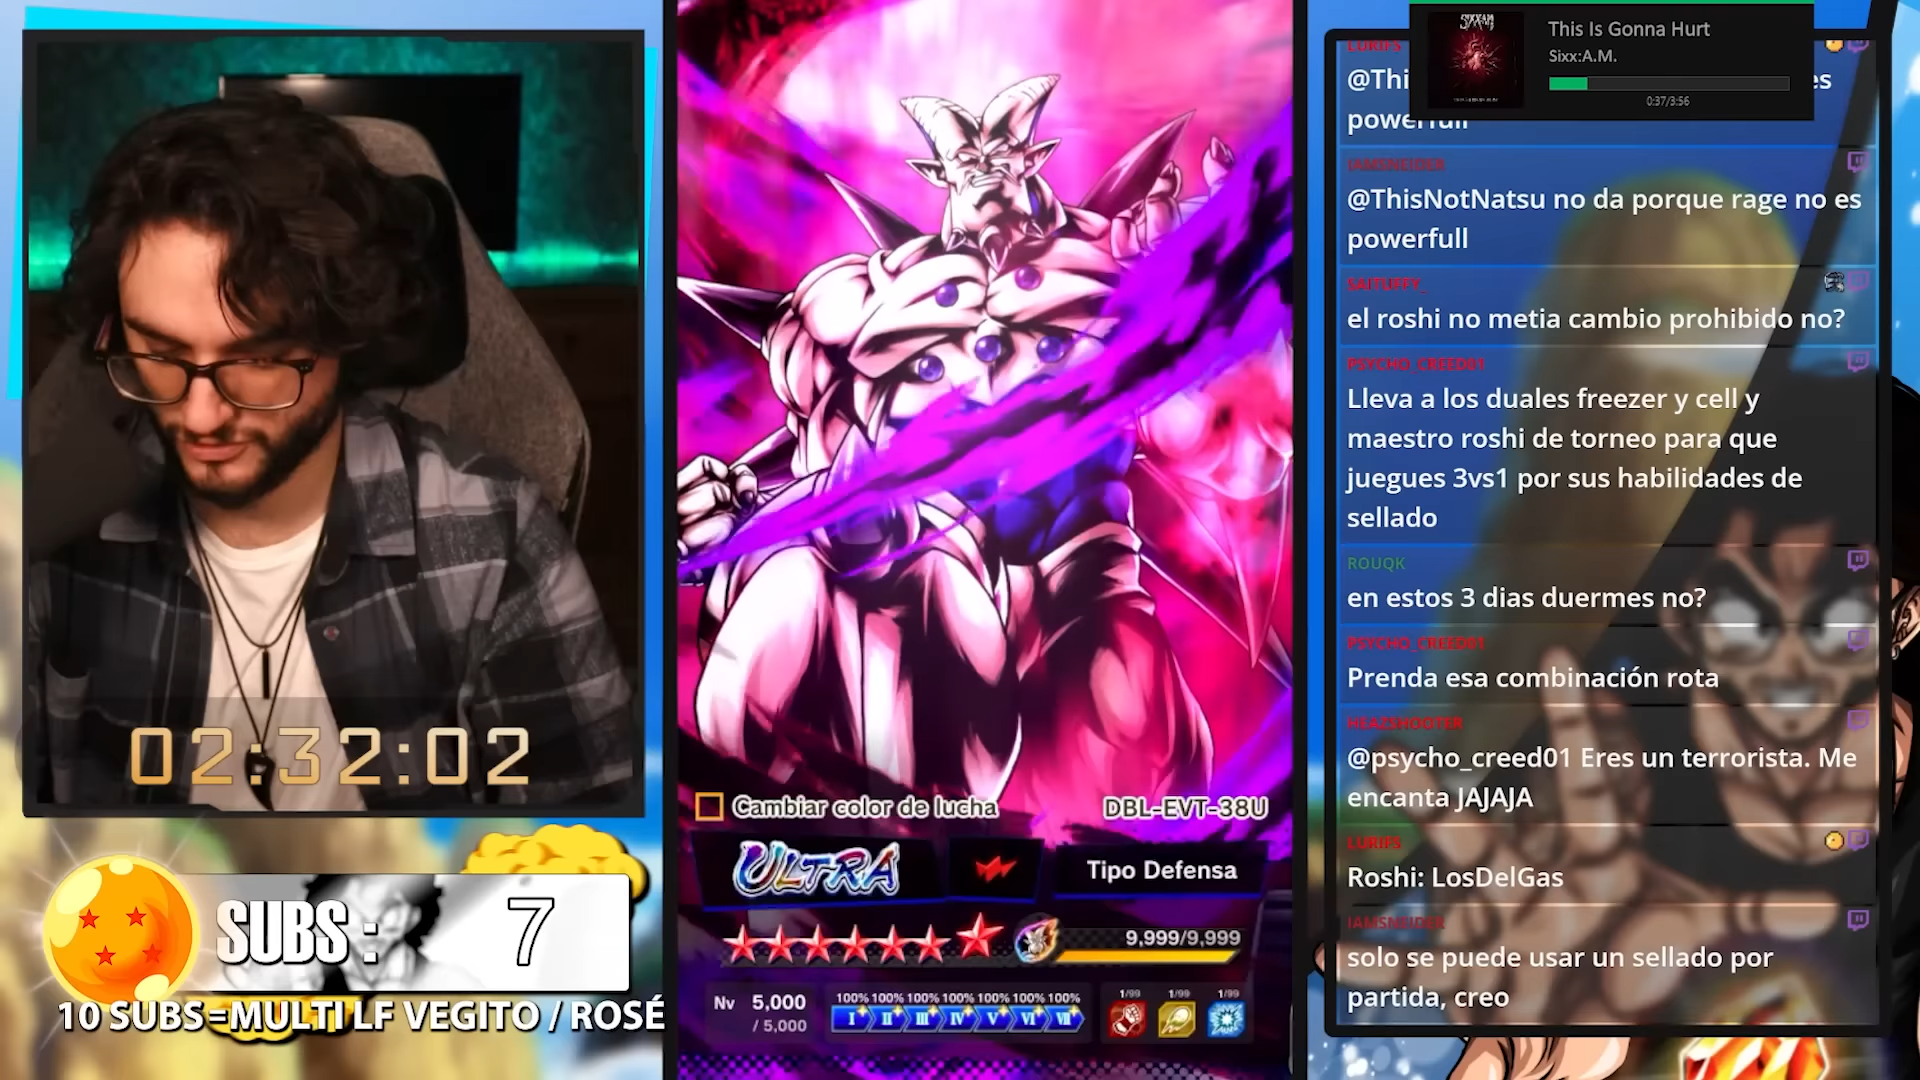 SIXX:A.M.
This Is Gonna Hurt
Sixx:A.M.
0:37/3:56
LURIFS
@Thi
es
powerfull
IAMSNEIDER
@ThisNotNatsu no da porque rage no es
powerfull
SAITUFFY_
el roshi no metia cambio prohibido no?
PSYCHO_CREED01
Lleva a los duales freezer y cell y
maestro roshi de torneo para que
juegues 3vs1 por sus habilidades de
sellado
ROUQK
en estos 3 dias duermes no?
PSYCHO_CREED01
Prenda esa combinación rota
HEAZSHOOTER
@psycho_creed01 Eres un terrorista. Me
encanta JAJAJA
LURIFS
Roshi: LosDelGas
IAMSNEIDER
solo se puede usar un sellado por
partida, creo
02:32:02
SUBS : 7
10 SUBS=MULTI LF VEGITO / ROSÉ
Cambiar color de lucha
DBL-EVT-38U
ULTRA
Tipo Defensa
9,999/9,999
Nv 5,000
/ 5,000
100% 100% 100% 100% 100% 100% 100%
I II III IV V VI VII
1/99 1/99 1/99